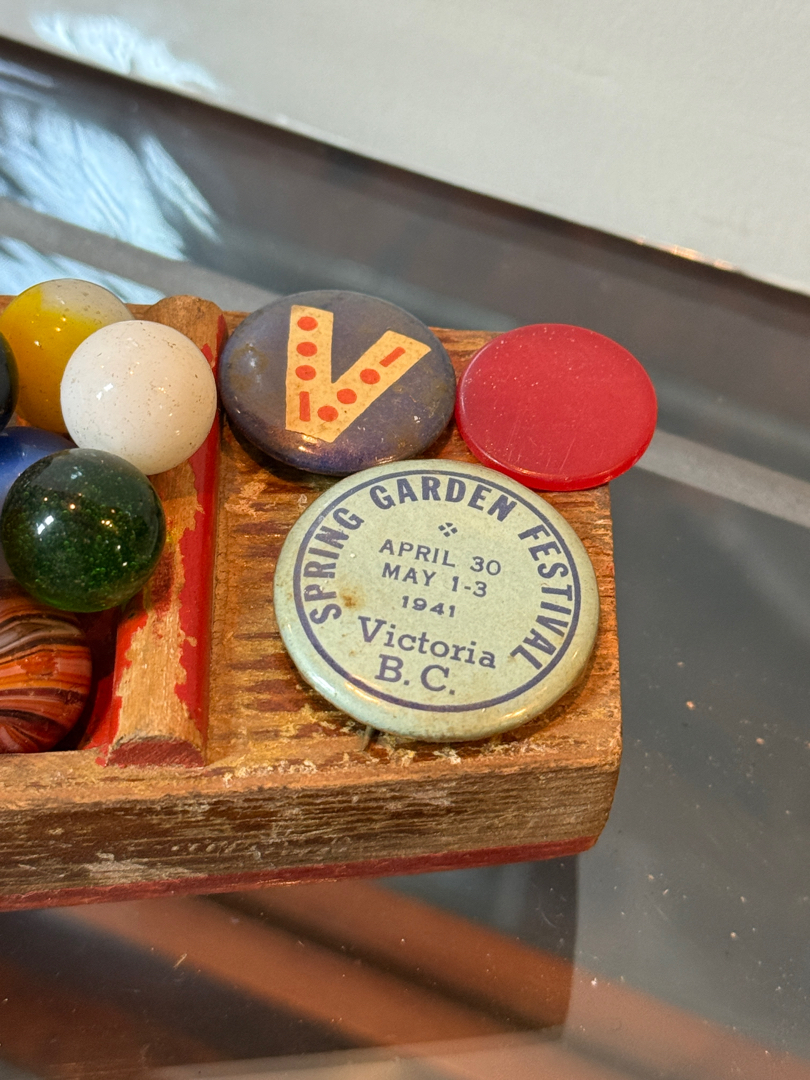 V
SPRING GARDEN FESTIVAL
APRIL 30
MAY 1-3
1941
Victoria
B.C.